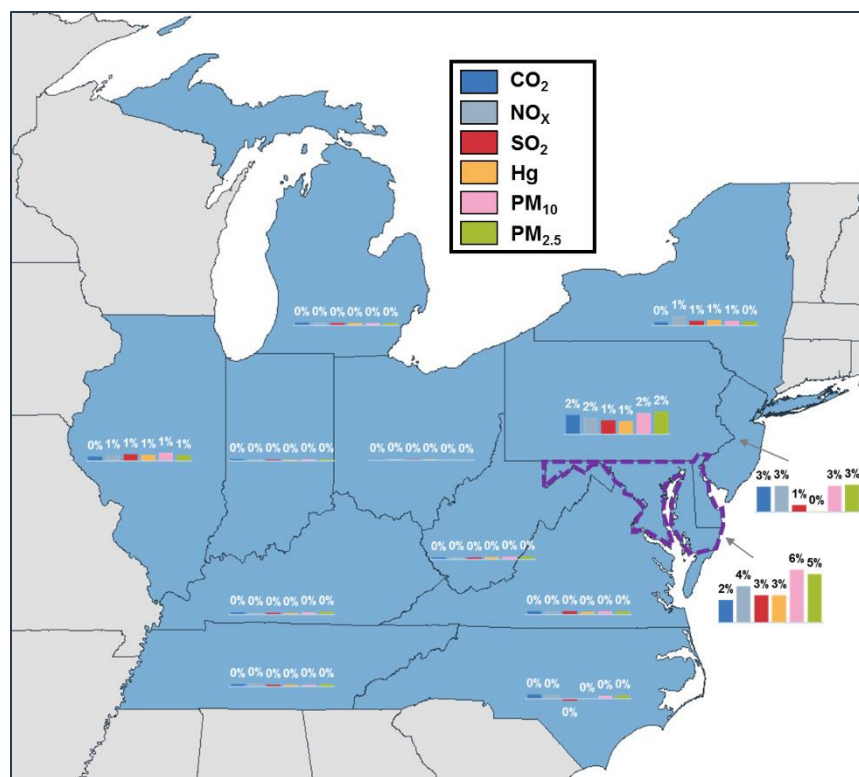 CO₂
NOₓ
SO₂
Hg
PM₁₀
PM₂.₅
0% 0% 0% 0% 0% 0%
0% 1% 1% 1% 1% 0%
2% 2% 1% 1% 2% 2%
0% 1% 1% 1% 1% 1%
0% 0% 0% 0% 0% 0%
0% 0% 0% 0% 0% 0%
3% 3% 1% 0% 3% 3%
0% 0% 0% 0% 0% 0%
2% 4% 3% 3% 6% 5%
0% 0% 0% 0% 0% 0%
0% 0% 0% 0% 0% 0%
0% 0% 0% 0% 0% 0%
0% 0% 0% 0% 0%
0%